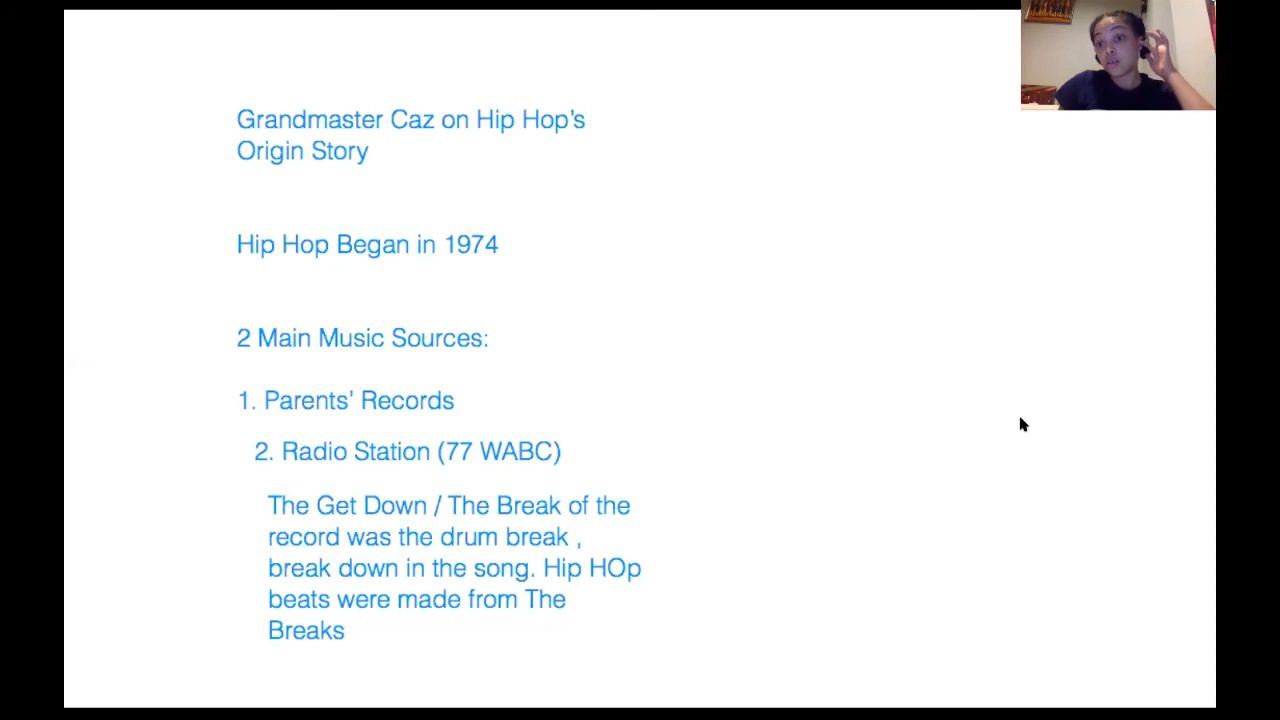 Grandmaster Caz on Hip Hop's
Origin Story
Hip Hop Began in 1974
2 Main Music Sources:
1. Parents' Records
2. Radio Station (77 WABC)
The Get Down / The Break of the
record was the drum break ,
break down in the song. Hip HOp
beats were made from The
Breaks